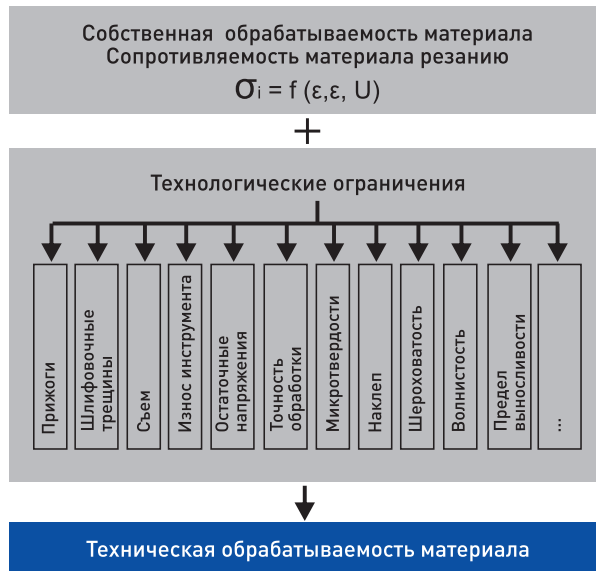 Собственная обрабатываемость материала
Сопротивляемость материала резанию
σi = f (ε,ε, U)
+
Технологические ограничения
Прижоги
Шлифовочные
трещины
Съем
Износ инструмента
Остаточные
напряжения
Точность
обработки
Микротвердости
Наклеп
Шероховатость
Волнистость
Предел
выносливости
...
Техническая обрабатываемость материала